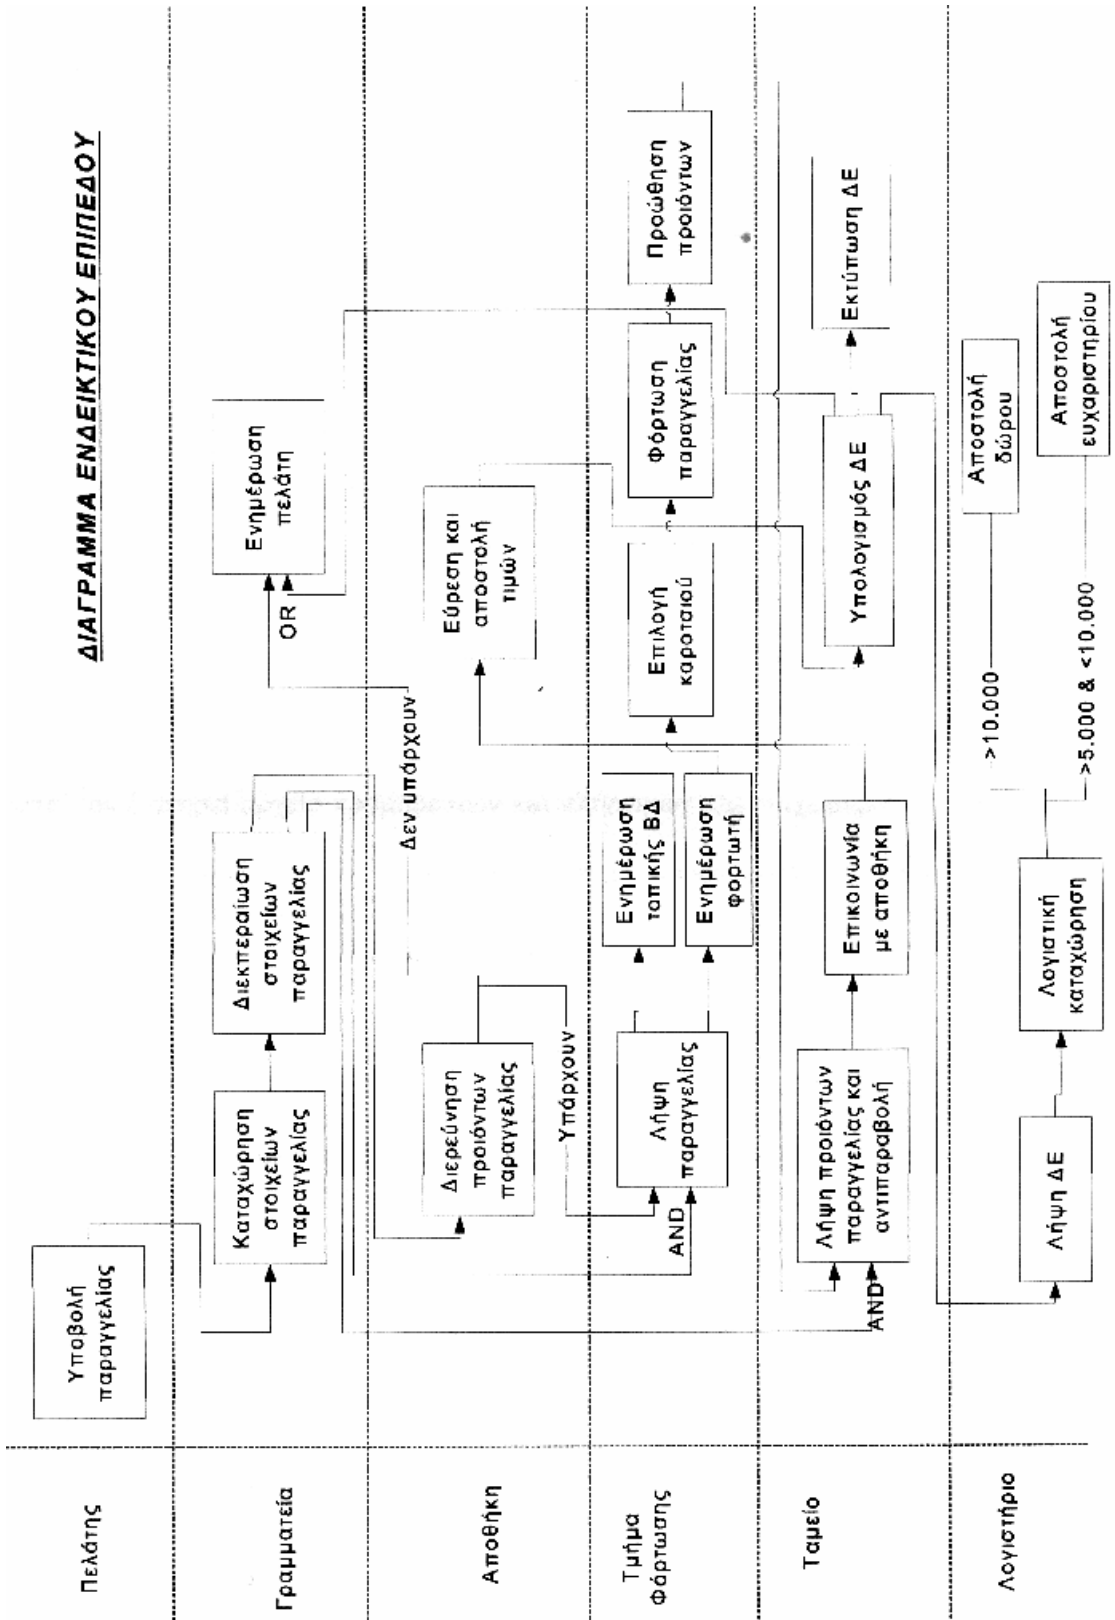 ΔΙΑΓΡΑΜΜΑ ΕΝΔΕΙΚΤΙΚΟΥ ΕΠΙΠΕΔΟΥ
Πελάτης
Υποβολή
παραγγελίας
Γραμματεία
Καταχώρηση
στοιχείων
παραγγελίας
Διεκπεραίωση
στοιχείων
παραγγελίας
Ενημέρωση
πελάτη
OR
Αποθήκη
Διερεύνηση
προιόντων
παραγγελίας
Δεν υπάρχουν
Υπάρχουν
Εύρεση και
αποστολή
τιμών
Τμήμα
Φόρτωσης
AND
Λήψη
παραγγελίας
Ενημέρωση
τοπικής ΒΔ
Ενημέρωση
φορτωτή
Επιλογή
καροτσιού
Φόρτωση
παραγγελίας
Προώθηση
προιόντων
Ταμείο
AND
Λήψη προιόντων
παραγγελίας και
αντιπαραβολή
Επικοινωνία
με αποθήκη
Υπολογισμός ΔΕ
Εκτύπωση ΔΕ
Λογιστήριο
Λήψη ΔΕ
Λογιστική
καταχώρηση
>10.000
>5.000 & <10.000
Αποστολή
δώρου
Αποστολή
ευχαριστηρίου